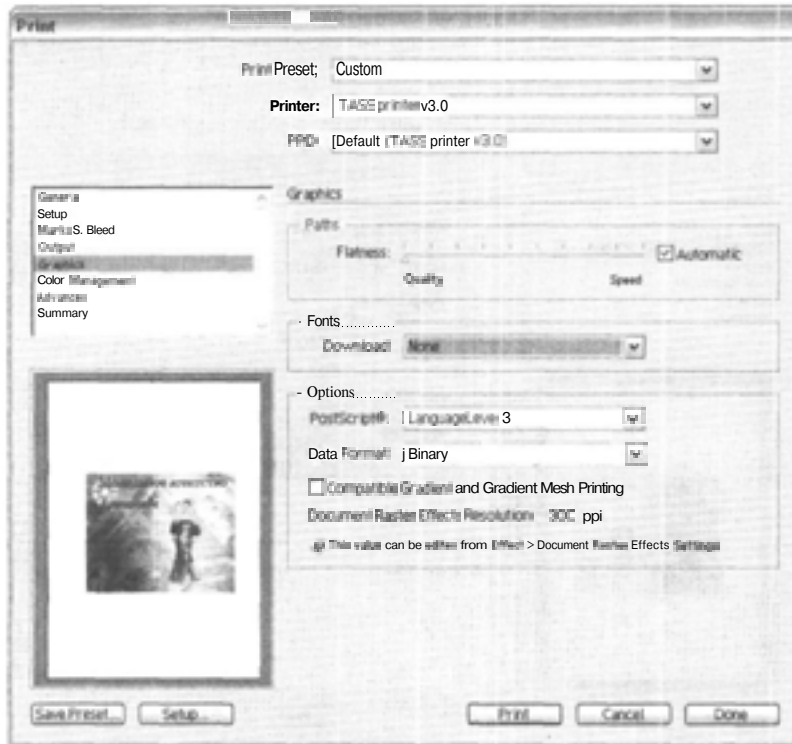 Print
Print Preset; Custom
Printer: TASS printer v3.0
PPD: [Default (TASS printer v3.0)
General
Setup
Marks S. Bleed
Output
Graphics
Color Management
Advanced
Summary
Graphics
Paths
Flatness:
Automatic
Quality Speed
Fonts
Download: None
Options
PostScript®: LanguageLevel 3
Data Format: j Binary
Compatible Gradient and Gradient Mesh Printing
Document Raster Effects Resolution: 300 ppi
This value can be edited from Effect > Document Raster Effects Settings
Save Preset... Setup... Print Cancel Done